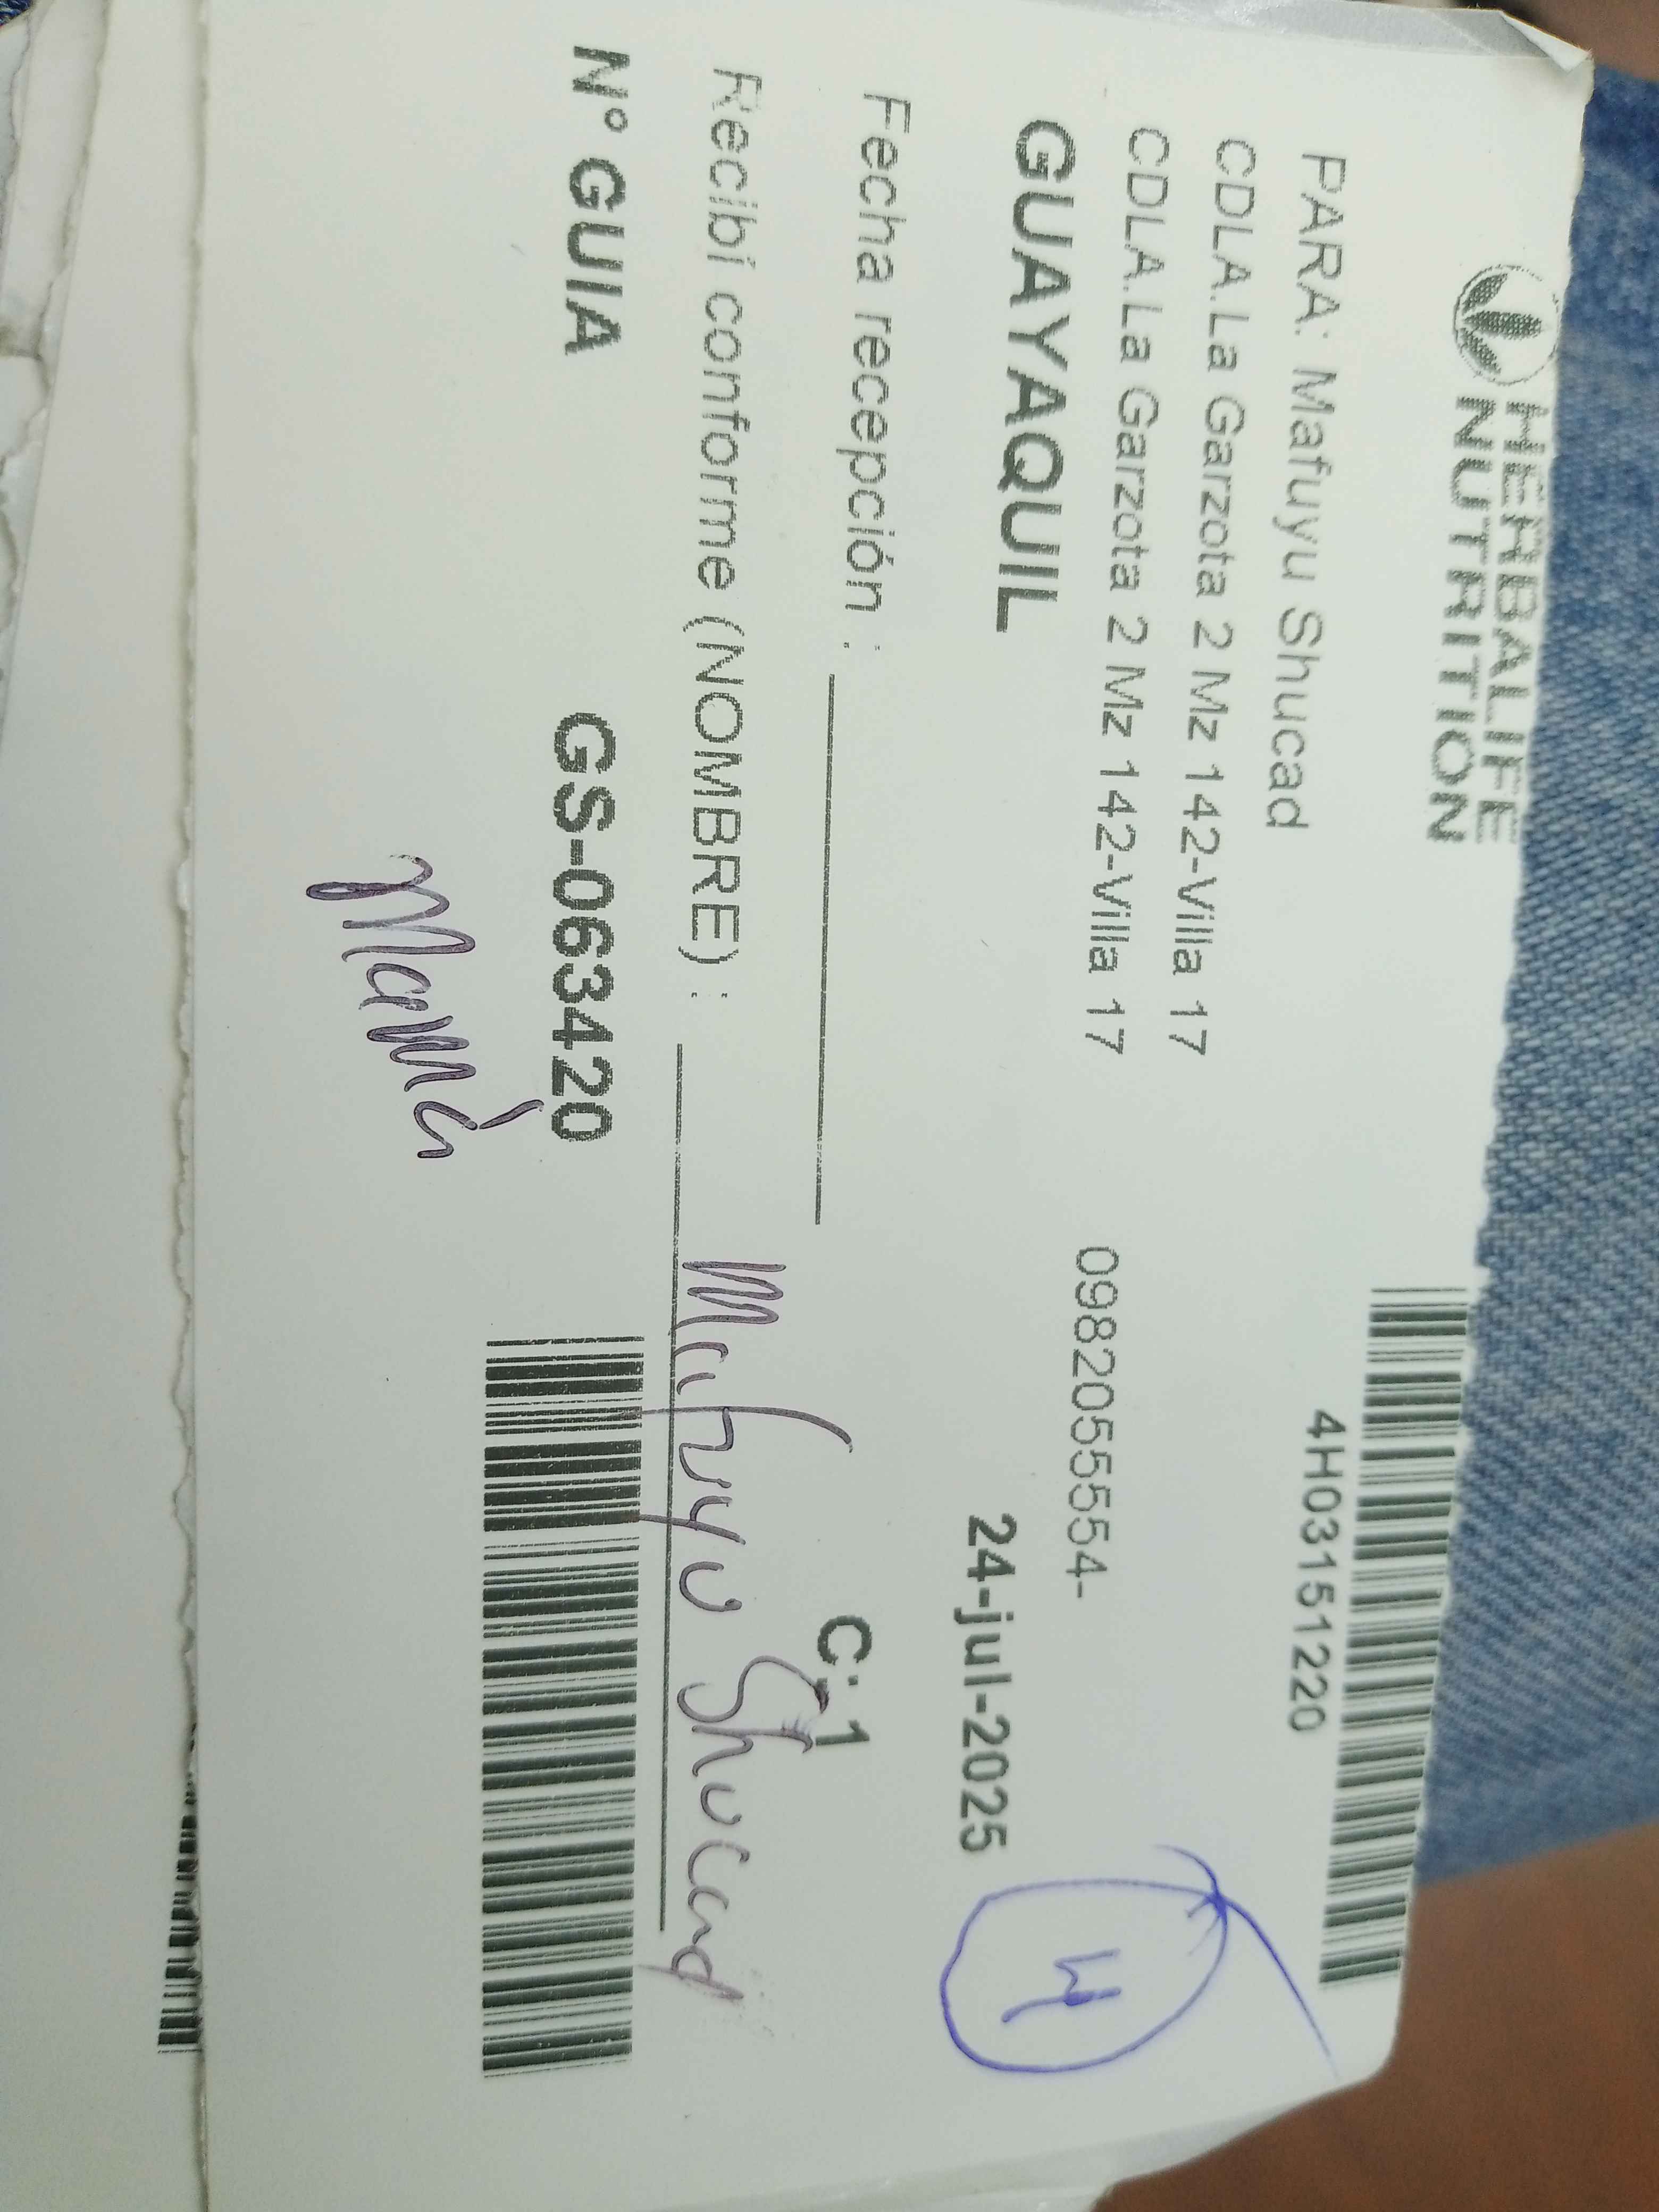 HERBALIFE
NUTRITION
4H03151220
PARA: Mafuyu Shucad
CDLA.La Garzota 2 Mz 142-Villa 17
CDLA.La Garzota 2 Mz 142-Villa 17
0982055554-
GUAYAQUIL
24-jul-2025
4
Fecha recepción :
C: 1
Recibí conforme (NOMBRE) : Mafuyu Shucad
N° GUIA GS-063420
Mamá